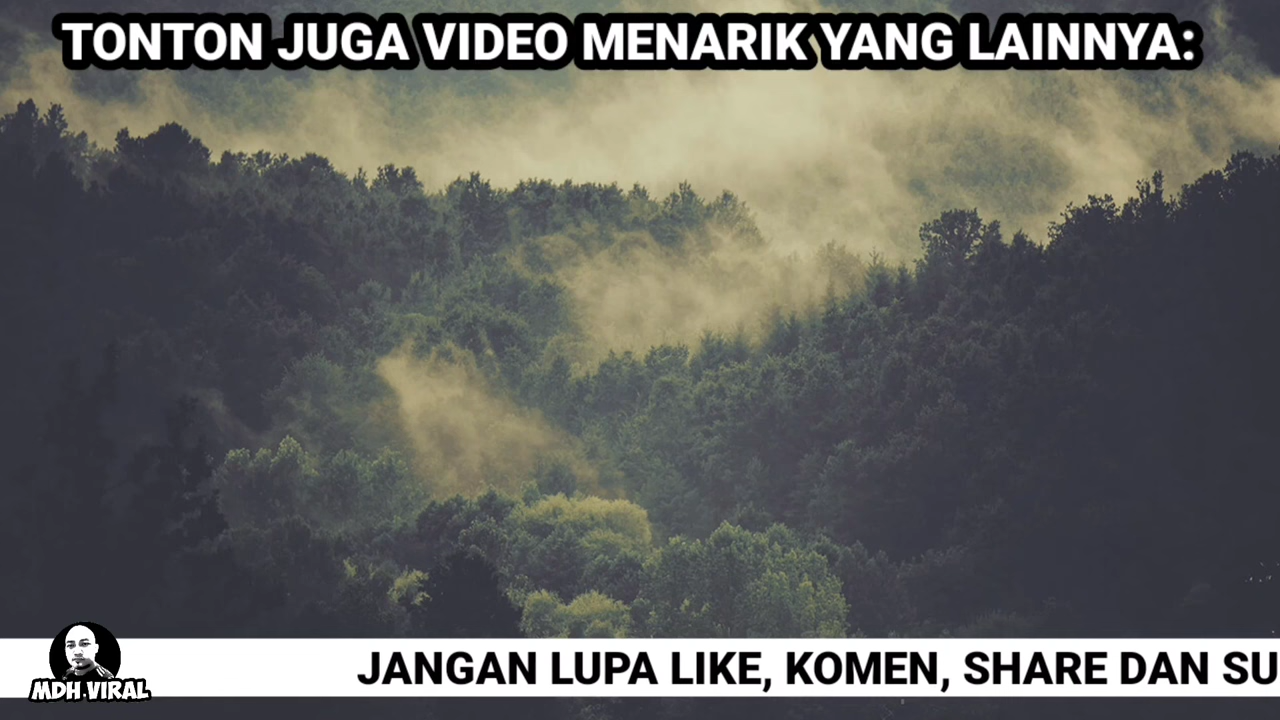 TONTON JUGA VIDEO MENARIK YANG LAINNYA:
JANGAN LUPA LIKE, KOMEN, SHARE DAN SU
MDH VIRAL